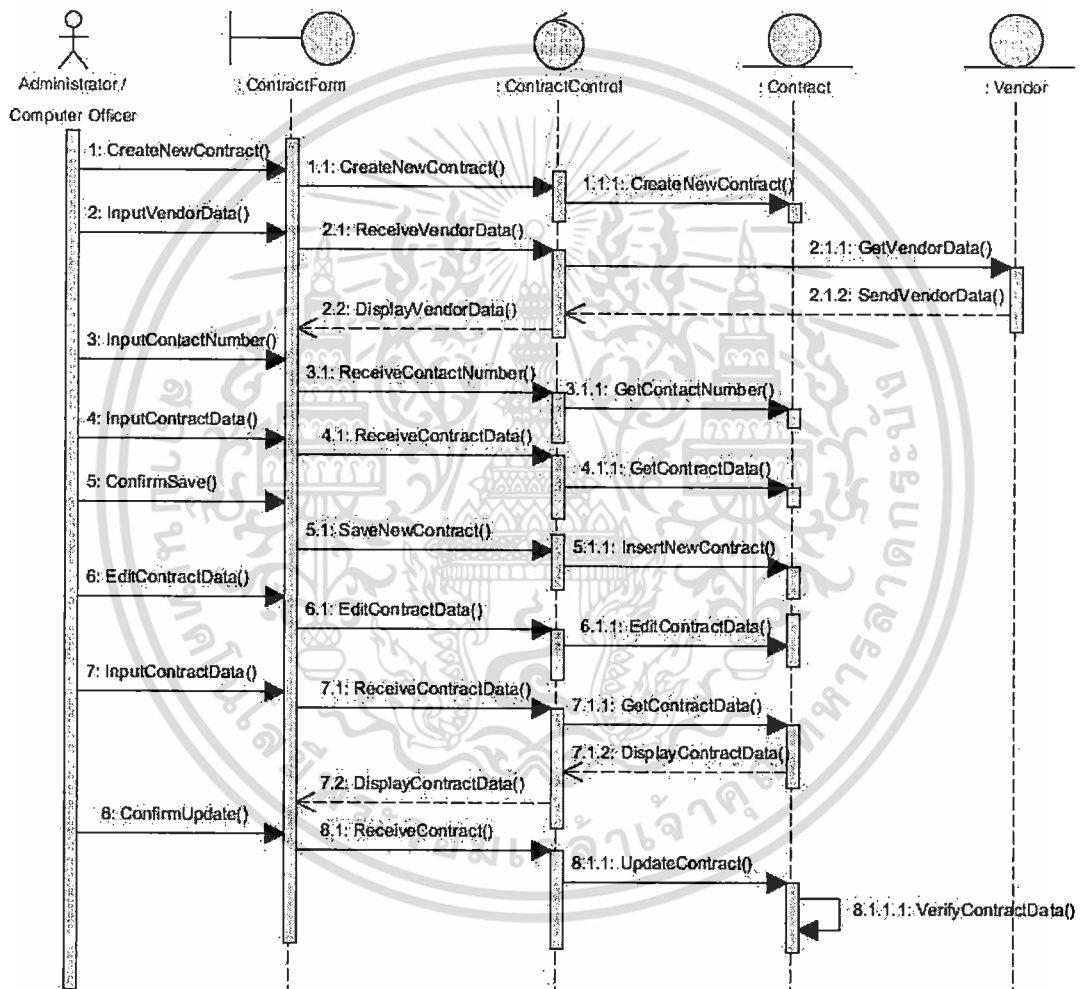 Administrator /
Computer Officer
: ContractForm
: ContractControl
: Contract
: Vendor
1: CreateNewContract()
1.1: CreateNewContract()
1.1.1: CreateNewContract()
2: InputVendorData()
2.1: ReceiveVendorData()
2.1.1: GetVendorData()
2.1.2: SendVendorData()
2.2: DisplayVendorData()
3: InputContactNumber()
3.1: ReceiveContactNumber()
3.1.1: GetContactNumber()
4: InputContractData()
4.1: ReceiveContractData()
4.1.1: GetContractData()
5: ConfirmSave()
5.1: SaveNewContract()
5.1.1: InsertNewContract()
6: EditContractData()
6.1: EditContractData()
6.1.1: EditContractData()
7: InputContractData()
7.1: ReceiveContractData()
7.1.1: GetContractData()
7.1.2: DisplayContractData()
7.2: DisplayContractData()
8: ConfirmUpdate()
8.1: ReceiveContract()
8.1.1: UpdateContract()
8.1.1.1: VerifyContractData()